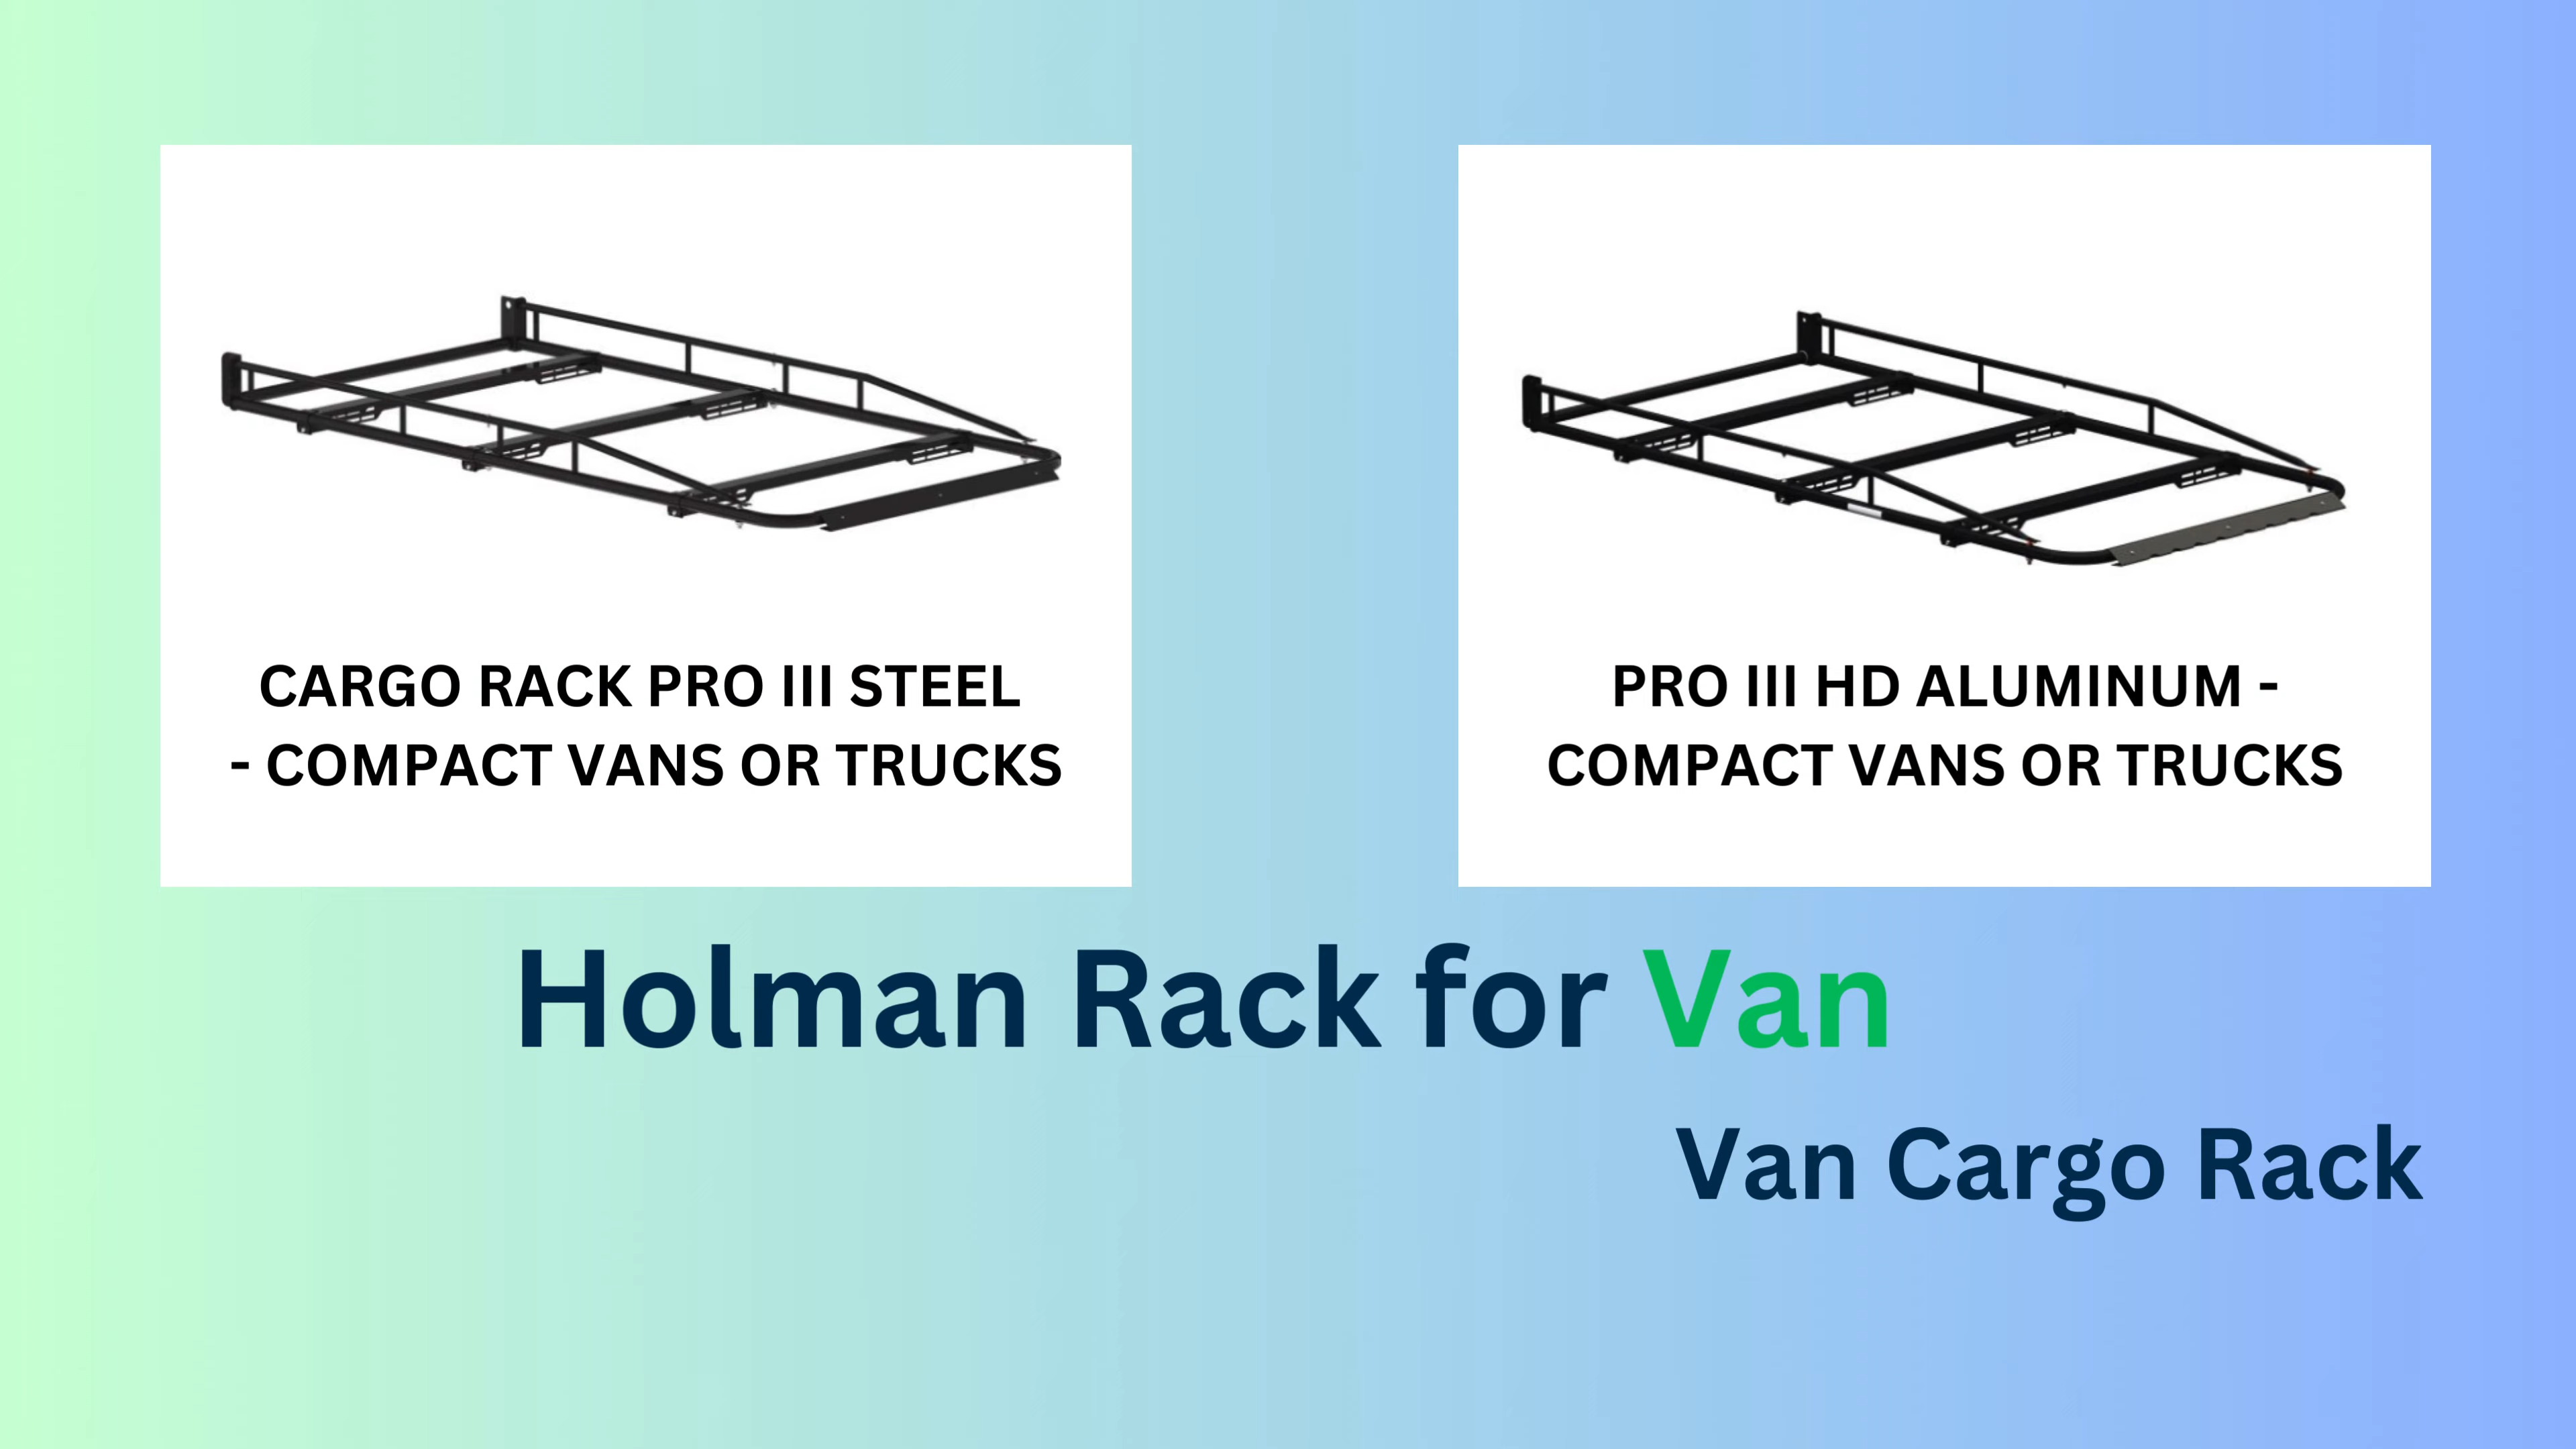 CARGO RACK PRO III STEEL
- COMPACT VANS OR TRUCKS
PRO III HD ALUMINUM -
COMPACT VANS OR TRUCKS
Holman Rack for Van
Van Cargo Rack